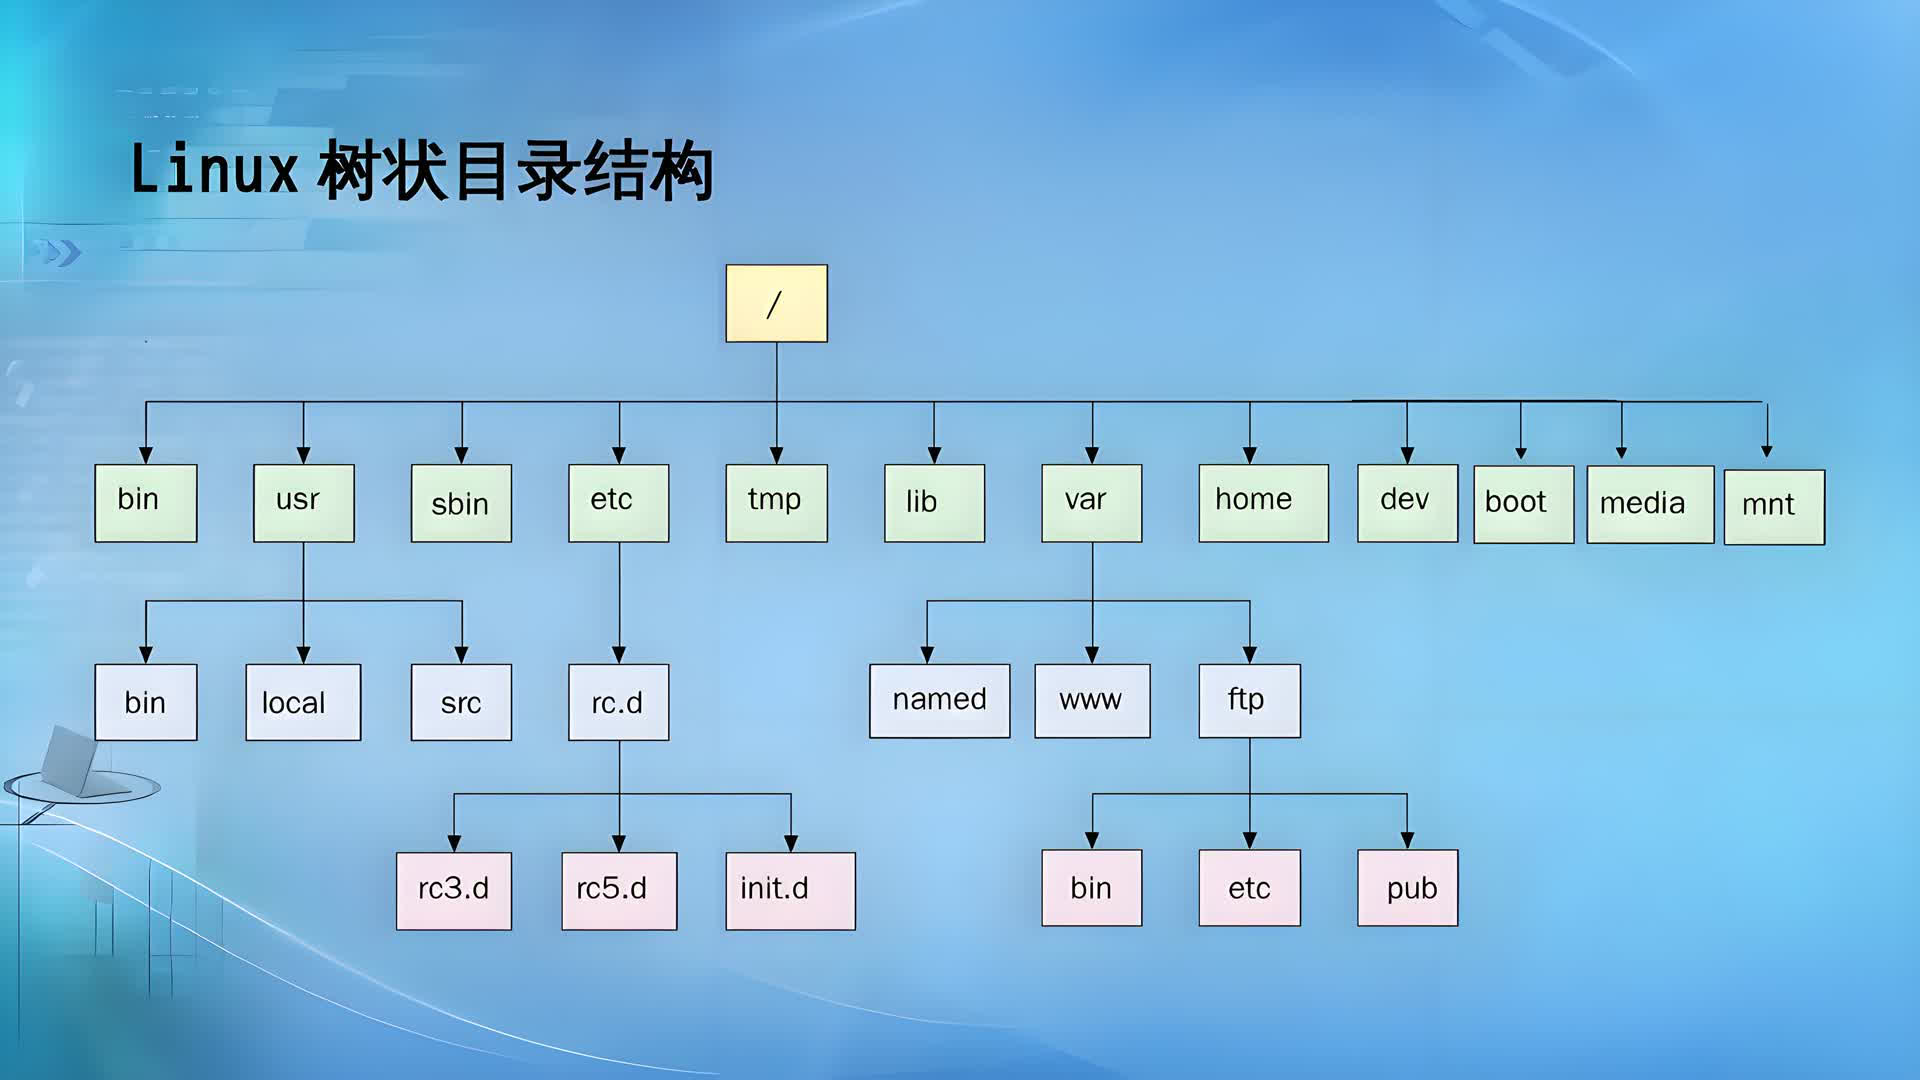 Linux 树状目录结构
/
bin usr sbin etc tmp lib var home dev boot media mnt
bin local src rc.d named www ftp
rc3.d rc5.d init.d bin etc pub